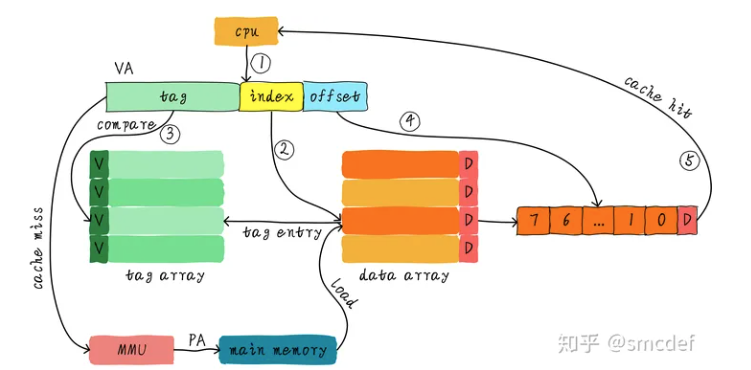 cpu
①
VA
tag
index
offset
cache hit
compare
③
②
④
⑤
V
D
V
D
V
D
V
D
7
6
...
1
0
D
tag entry
tag array
data array
cache miss
load
MMU
PA
main memory
知乎 @smcdef